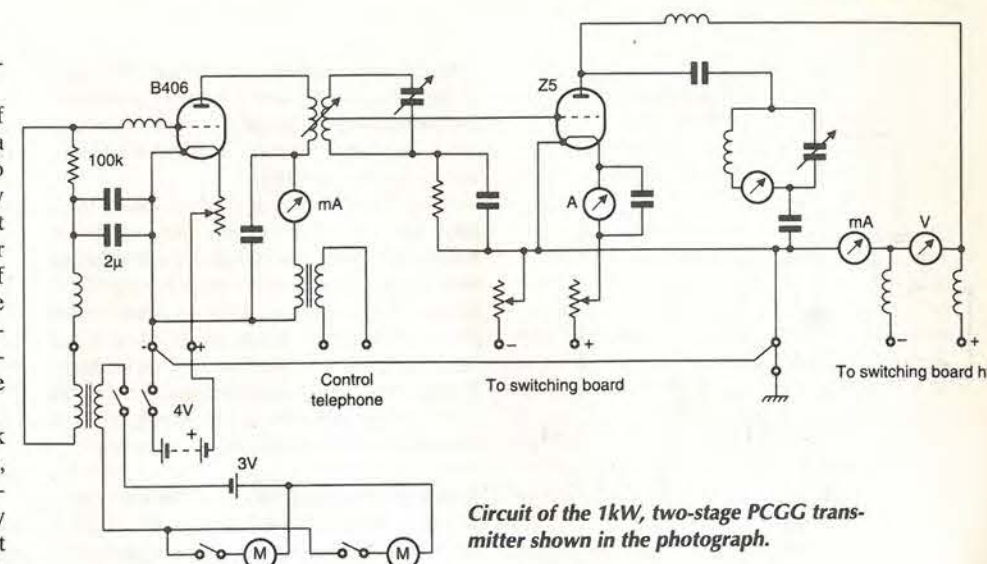 B406
Z5
100k
mA
A
mA
V
2µ
-
+
-
+
-
+
Control
telephone
To switching board
To switching board h
4V
+
3V
M
M
Circuit of the 1kW, two-stage PCGG trans-
mitter shown in the photograph.